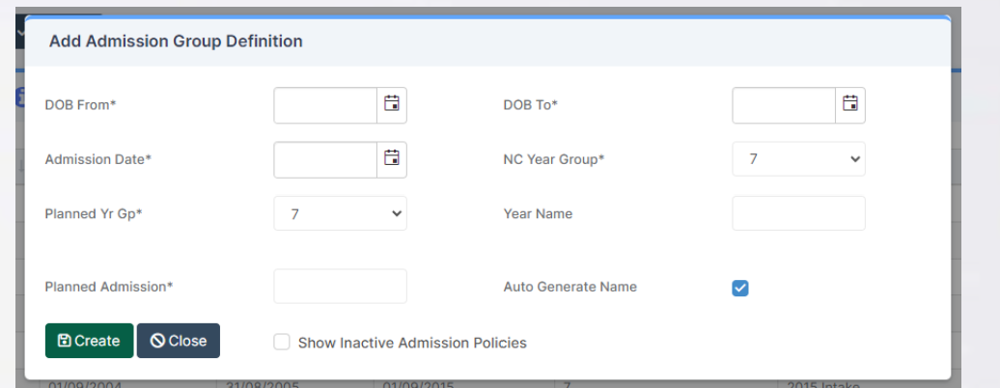 Add Admission Group Definition
DOB From* DOB To*
Admission Date* NC Year Group* 7
Planned Yr Gp* 7 Year Name
Planned Admission* Auto Generate Name
Create Close Show Inactive Admission Policies
01/09/2004 31/08/2005 01/09/2015 7 2015 Intake